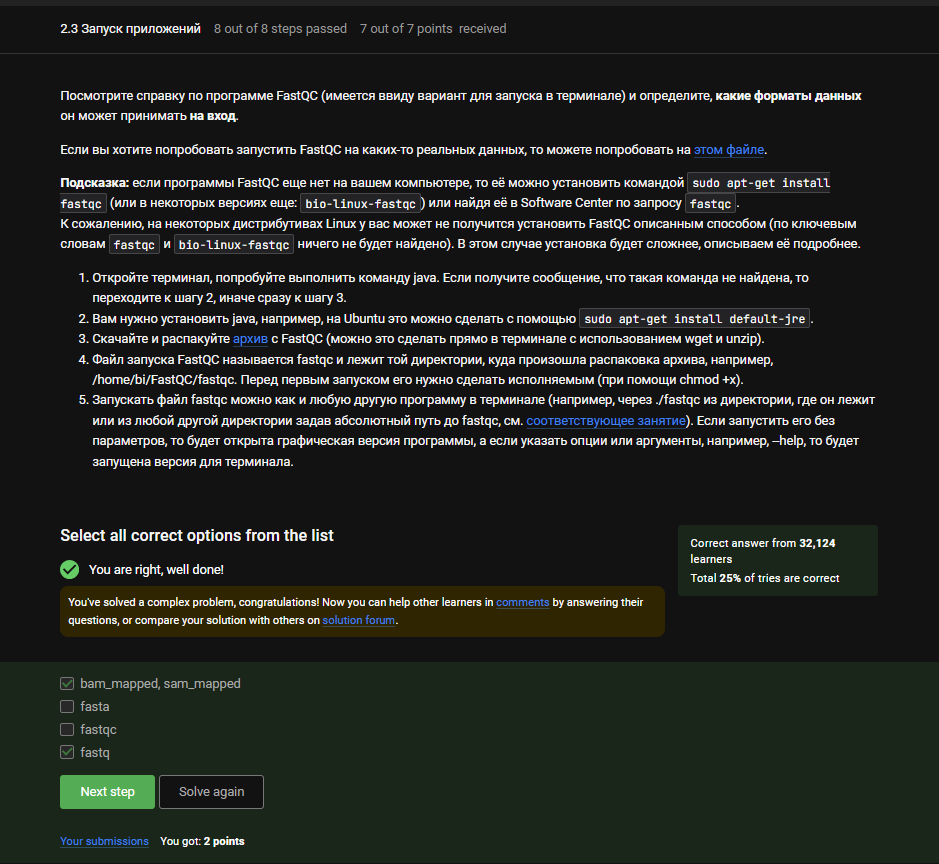 2.3 Запуск приложений 8 out of 8 steps passed 7 out of 7 points received
Посмотрите справку по программе FastQC (имеется ввиду вариант для запуска в терминале) и определите, какие форматы данных
он может принимать на вход.
Если вы хотите попробовать запустить FastQC на каких-то реальных данных, то можете попробовать на этом файле.
Подсказка: если программы FastQC еще нет на вашем компьютере, то её можно установить командой sudo apt-get install
fastqc (или в некоторых версиях еще: bio-linux-fastqc) или найдя её в Software Center по запросу fastqc.
К сожалению, на некоторых дистрибутивах Linux у вас может не получится установить FastQC описанным способом (по ключевым
словам fastqc и bio-linux-fastqc ничего не будет найдено). В этом случае установка будет сложнее, описываем её подробнее.
1. Откройте терминал, попробуйте выполнить команду java. Если получите сообщение, что такая команда не найдена, то
переходите к шагу 2, иначе сразу к шагу 3.
2. Вам нужно установить java, например, на Ubuntu это можно сделать с помощью sudo apt-get install default-jre.
3. Скачайте и распакуйте архив с FastQC (можно это сделать прямо в терминале с использованием wget и unzip).
4. Файл запуска FastQC называется fastqc и лежит той директории, куда произошла распаковка архива, например,
/home/bi/FastQC/fastqc. Перед первым запуском его нужно сделать исполняемым (при помощи chmod +x).
5. Запускать файл fastqc можно как и любую другую программу в терминале (например, через ./fastqc из директории, где он лежит
или из любой другой директории задав абсолютный путь до fastqc, см. соответствующее занятие). Если запустить его без
параметров, то будет открыта графическая версия программы, а если указать опции или аргументы, например, --help, то будет
запущена версия для терминала.
Select all correct options from the list
Correct answer from 32,124
learners
Total 25% of tries are correct
You are right, well done!
You've solved a complex problem, congratulations! Now you can help other learners in comments by answering their
questions, or compare your solution with others on solution forum.
bam_mapped, sam_mapped
fasta
fastqc
fastq
Next step Solve again
Your submissions You got: 2 points